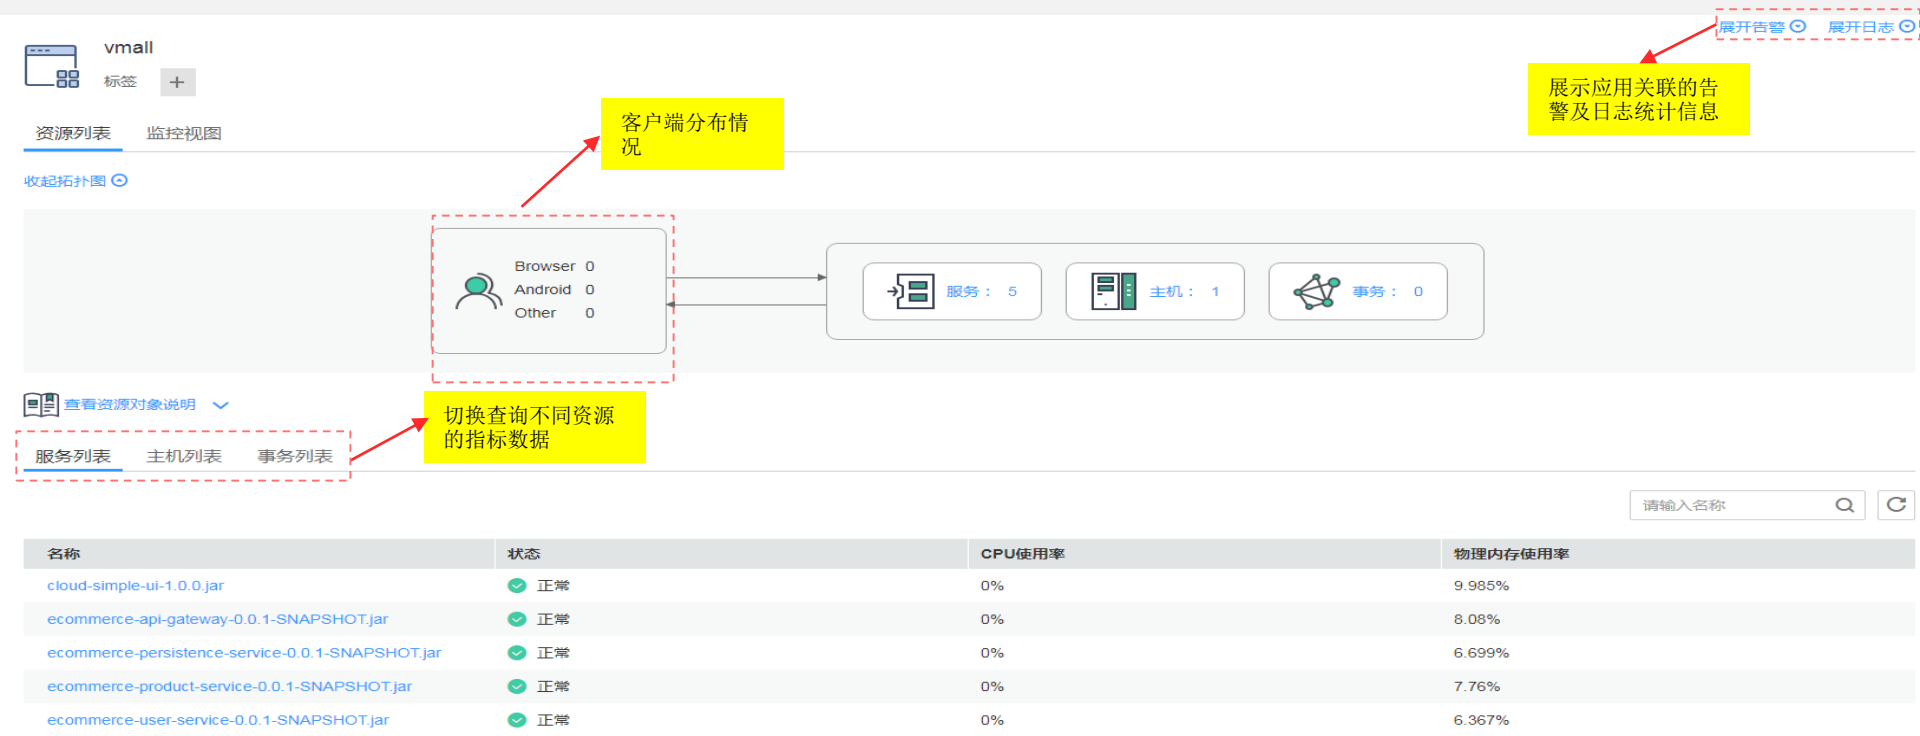 展开告警 展开日志
vmall
标签 +
展示应用关联的告
警及日志统计信息
客户端分布情
况
资源列表 监控视图
收起拓扑图
Browser 0
Android 0
Other 0
服务： 5
主机： 1
事务： 0
查看资源对象说明
切换查询不同资源
的指标数据
服务列表 主机列表 事务列表
请输入名称
名称 状态 CPU使用率 物理内存使用率
cloud-simple-ui-1.0.0.jar 正常 0% 9.985%
ecommerce-api-gateway-0.0.1-SNAPSHOT.jar 正常 0% 8.08%
ecommerce-persistence-service-0.0.1-SNAPSHOT.jar 正常 0% 6.699%
ecommerce-product-service-0.0.1-SNAPSHOT.jar 正常 0% 7.76%
ecommerce-user-service-0.0.1-SNAPSHOT.jar 正常 0% 6.367%